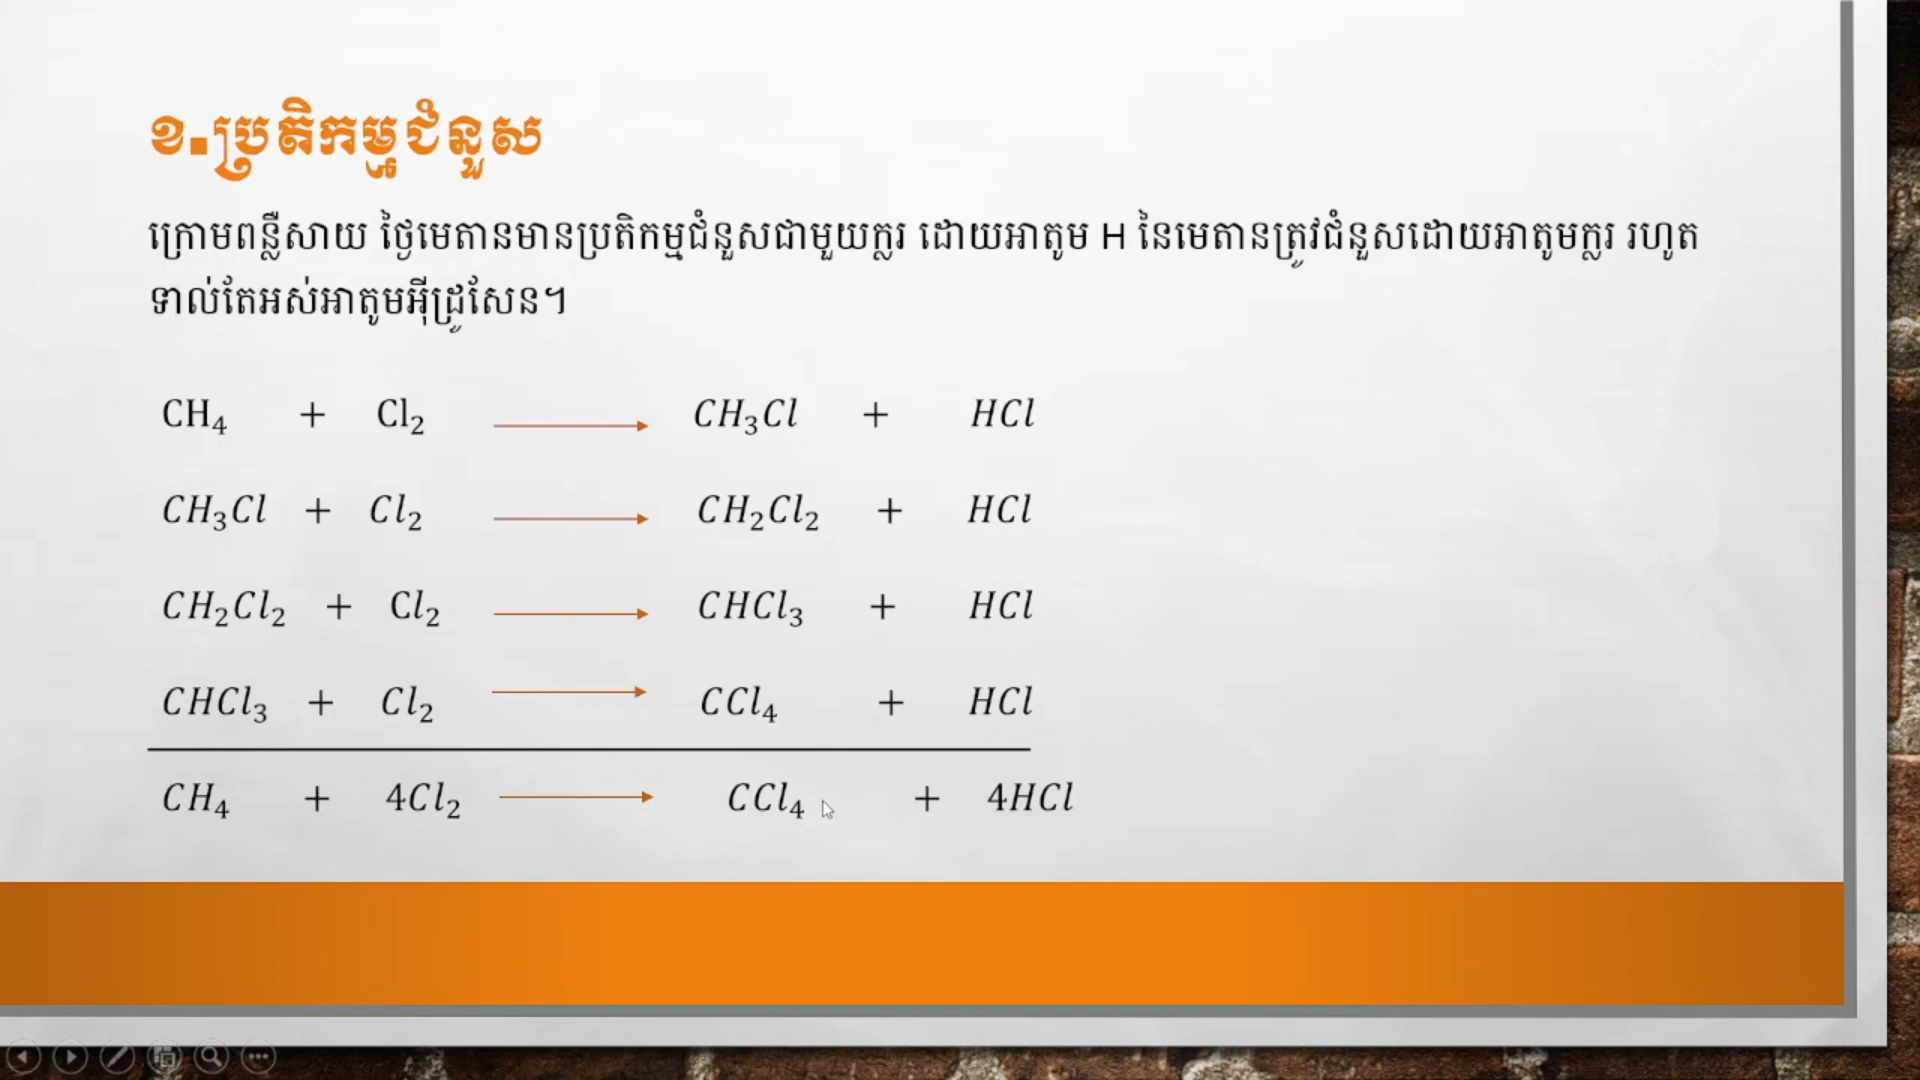 ខ.ប្រតិកម្មជំនួស
ក្រោមពន្លឺសាយ ថ្ងៃមេតានមានប្រតិកម្មជំនួសជាមួយក្លរ ដោយអាតូម H នៃមេតានត្រូវជំនួសដោយអាតូមក្លរ រហូត
ទាល់តែអស់អាតូមអ៊ីដ្រូសែន។
CH₄ + Cl₂ → CH₃Cl + HCl
CH₃Cl + Cl₂ → CH₂Cl₂ + HCl
CH₂Cl₂ + Cl₂ → CHCl₃ + HCl
CHCl₃ + Cl₂ → CCl₄ + HCl
CH₄ + 4Cl₂ → CCl₄ + 4HCl